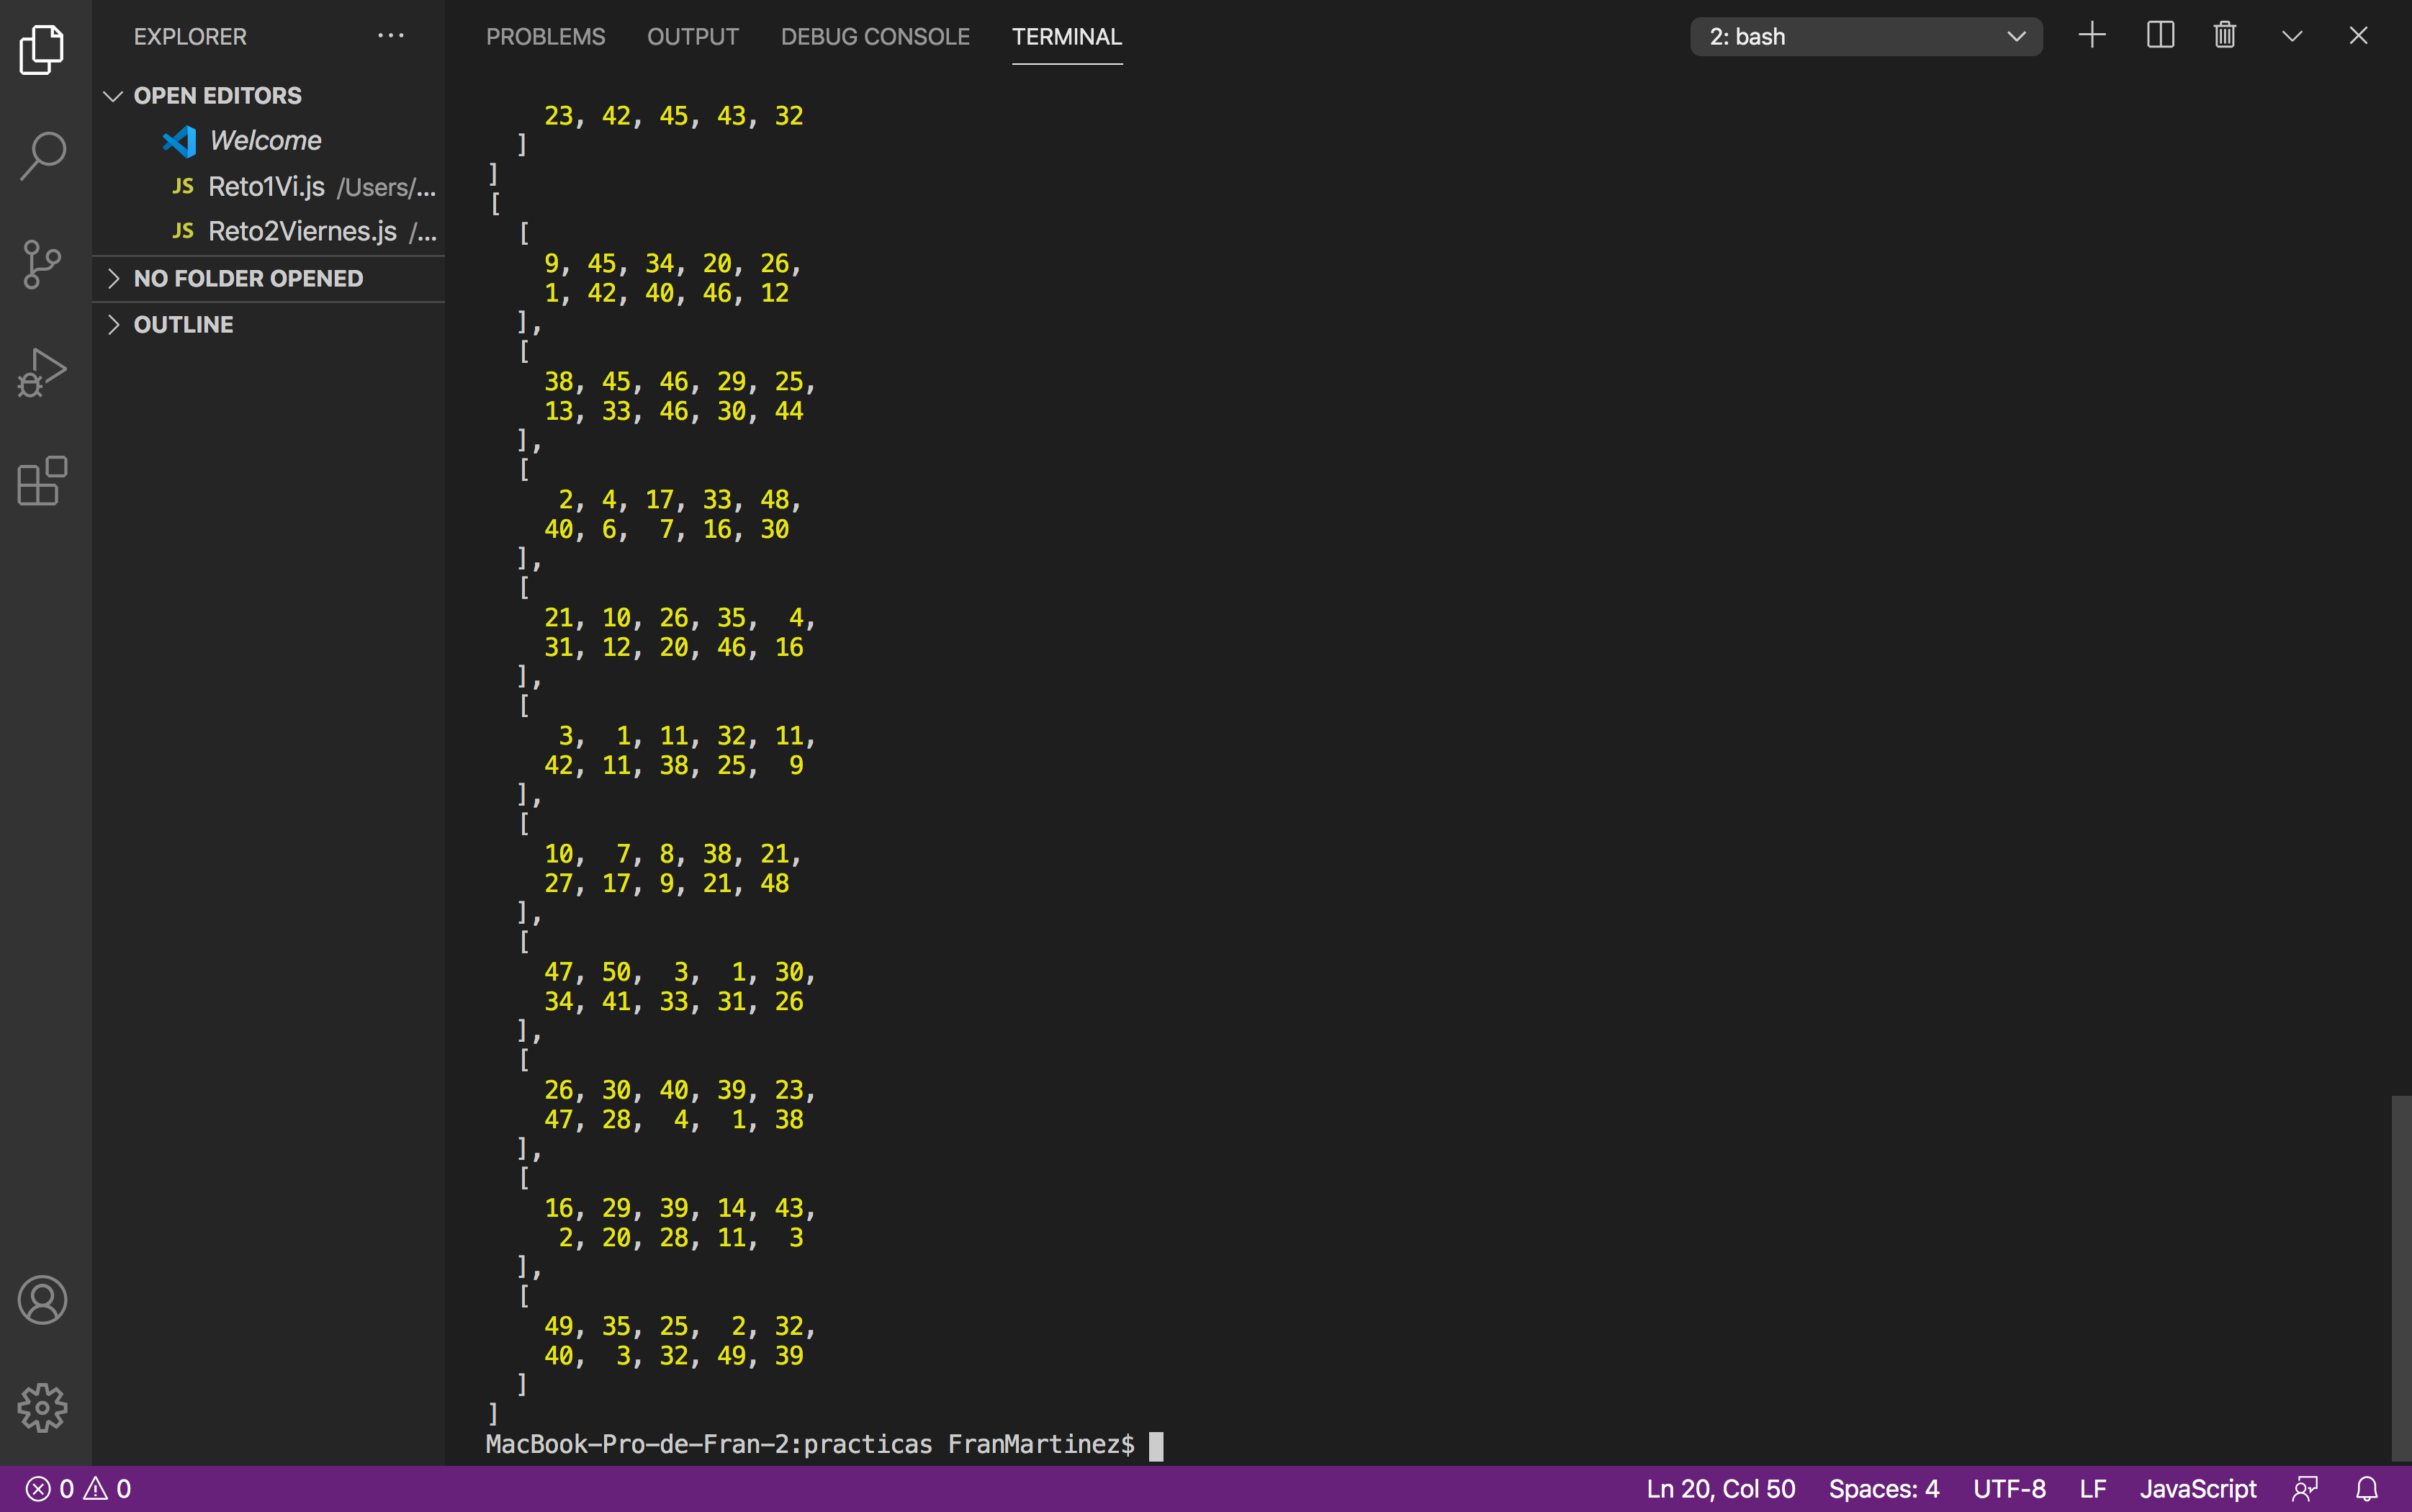 EXPLORER
OPEN EDITORS
Welcome
JS Reto1Vi.js /Users/...
JS Reto2Viernes.js /...
NO FOLDER OPENED
OUTLINE
PROBLEMS OUTPUT DEBUG CONSOLE TERMINAL 2: bash
23, 42, 45, 43, 32
]
]
[
[
9, 45, 34, 20, 26,
1, 42, 40, 46, 12
],
[
38, 45, 46, 29, 25,
13, 33, 46, 30, 44
],
[
2, 4, 17, 33, 48,
40, 6, 7, 16, 30
],
[
21, 10, 26, 35, 4,
31, 12, 20, 46, 16
],
[
3, 1, 11, 32, 11,
42, 11, 38, 25, 9
],
[
10, 7, 8, 38, 21,
27, 17, 9, 21, 48
],
[
47, 50, 3, 1, 30,
34, 41, 33, 31, 26
],
[
26, 30, 40, 39, 23,
47, 28, 4, 1, 38
],
[
16, 29, 39, 14, 43,
2, 20, 28, 11, 3
],
[
49, 35, 25, 2, 32,
40, 3, 32, 49, 39
]
]
MacBook-Pro-de-Fran-2:practicas FranMartinez$
0 0 Ln 20, Col 50 Spaces: 4 UTF-8 LF JavaScript